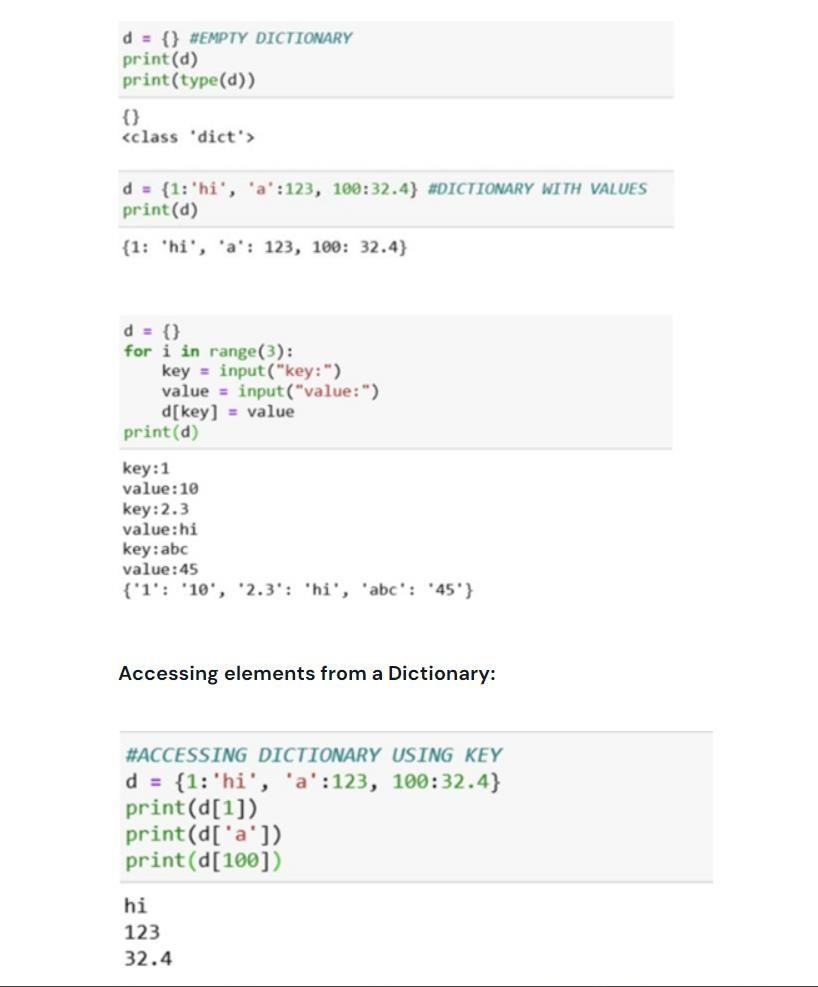 d = {} #EMPTY DICTIONARY
print(d)
print(type(d))
{}
<class 'dict'>
d = {1:'hi', 'a':123, 100:32.4} #DICTIONARY WITH VALUES
print(d)
{1: 'hi', 'a': 123, 100: 32.4}
d = {}
for i in range(3):
    key = input("key:")
    value = input("value:")
    d[key] = value
print(d)
key:1
value:10
key:2.3
value:hi
key:abc
value:45
{'1': '10', '2.3': 'hi', 'abc': '45'}
Accessing elements from a Dictionary:
#ACCESSING DICTIONARY USING KEY
d = {1:'hi', 'a':123, 100:32.4}
print(d[1])
print(d['a'])
print(d[100])
hi
123
32.4